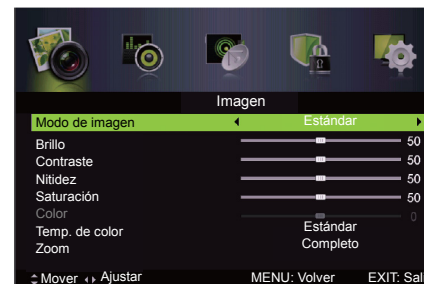 Imagen
Modo de imagen Estándar
Brillo 50
Contraste 50
Nitidez 50
Saturación 50
Color 0
Temp. de color Estándar
Zoom Completo
Mover Ajustar MENU: Volver EXIT: Sali